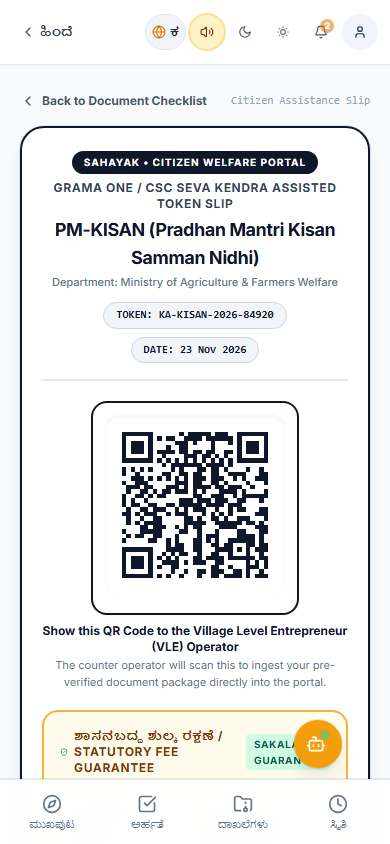 ಹಿಂದೆ
ಕ
2
Back to Document Checklist
Citizen Assistance Slip
SAHAYAK • CITIZEN WELFARE PORTAL
GRAMA ONE / CSC SEVA KENDRA ASSISTED
TOKEN SLIP
PM-KISAN (Pradhan Mantri Kisan
Samman Nidhi)
Department: Ministry of Agriculture & Farmers Welfare
TOKEN: KA-KISAN-2026-84920
DATE: 23 Nov 2026
Show this QR Code to the Village Level Entrepreneur
(VLE) Operator
The counter operator will scan this to ingest your pre-
verified document package directly into the portal.
ಶಾಸನಬದ್ಧ ಶುಲ್ಕ ರಕ್ಷಣೆ /
STATUTORY FEE
GUARANTEE
ಮುಖಪುಟ
ಅರ್ಹತೆ
ದಾಖಲೆಗಳು
ಸ್ಥಿತಿ